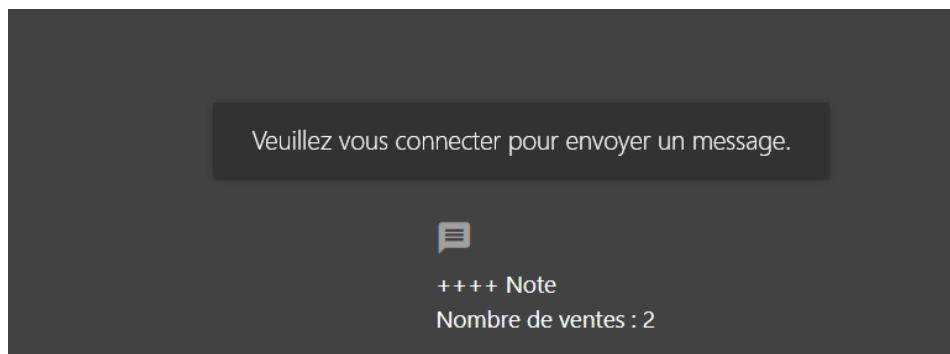 Veuillez vous connecter pour envoyer un message.
++++ Note
Nombre de ventes : 2